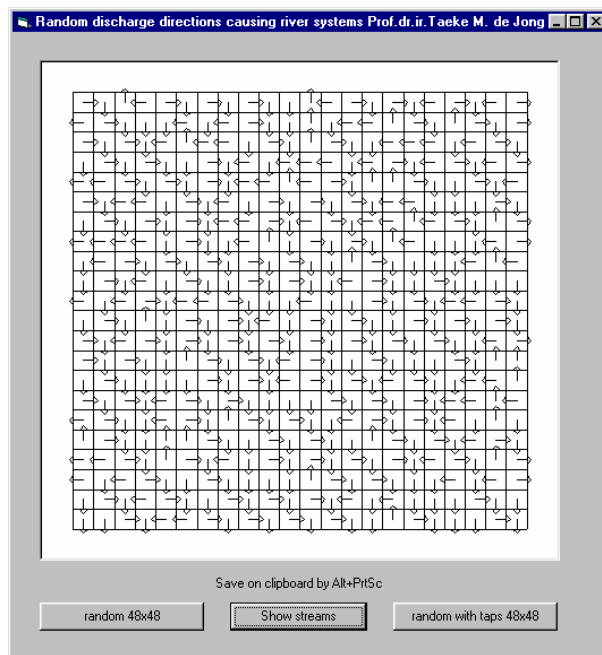 Random discharge directions causing river systems Prof.dr.ir.Taeke M. de Jong
Save on clipboard by Alt+PrtSc
random 48x48
Show streams
random with taps 48x48